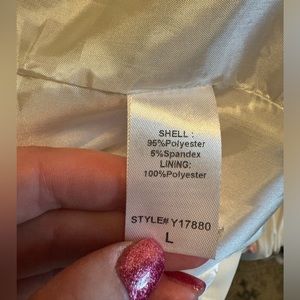 SHELL :
95%Polyester
5%Spandex
LINING:
100%Polyester
STYLE# Y17880
L